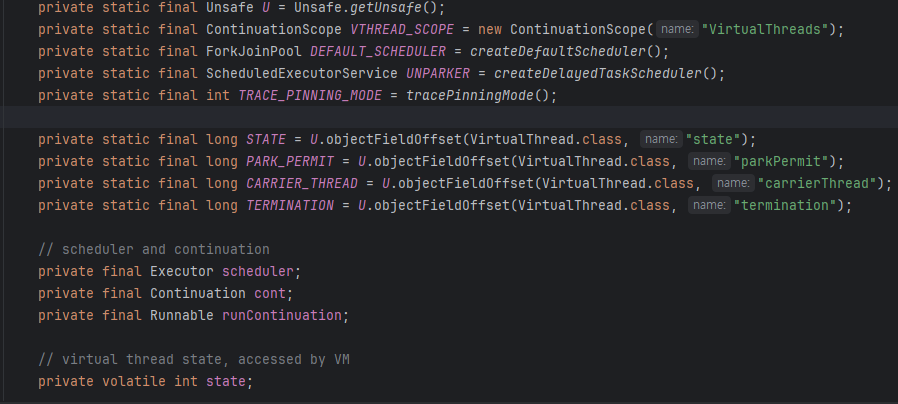 private static final Unsafe U = Unsafe.getUnsafe();
private static final ContinuationScope VTHREAD_SCOPE = new ContinuationScope( name: "VirtualThreads");
private static final ForkJoinPool DEFAULT_SCHEDULER = createDefaultScheduler();
private static final ScheduledExecutorService UNPARKER = createDelayedTaskScheduler();
private static final int TRACE_PINNING_MODE = tracePinningMode();
private static final long STATE = U.objectFieldOffset(VirtualThread.class, name: "state");
private static final long PARK_PERMIT = U.objectFieldOffset(VirtualThread.class, name: "parkPermit");
private static final long CARRIER_THREAD = U.objectFieldOffset(VirtualThread.class, name: "carrierThread");
private static final long TERMINATION = U.objectFieldOffset(VirtualThread.class, name: "termination");
// scheduler and continuation
private final Executor scheduler;
private final Continuation cont;
private final Runnable runContinuation;
// virtual thread state, accessed by VM
private volatile int state;